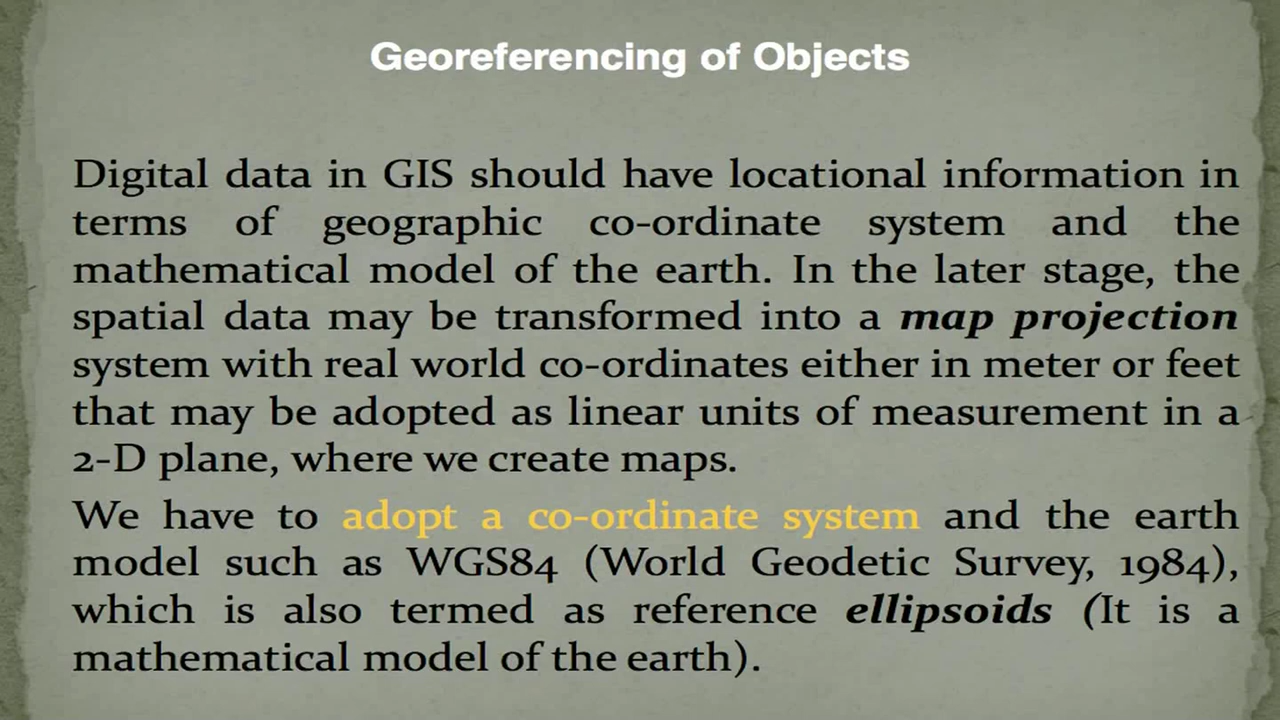 Georeferencing of Objects
Digital data in GIS should have locational information in
terms of geographic co-ordinate system and the
mathematical model of the earth. In the later stage, the
spatial data may be transformed into a map projection
system with real world co-ordinates either in meter or feet
that may be adopted as linear units of measurement in a
2-D plane, where we create maps.
We have to adopt a co-ordinate system and the earth
model such as WGS84 (World Geodetic Survey, 1984),
which is also termed as reference ellipsoids (It is a
mathematical model of the earth).